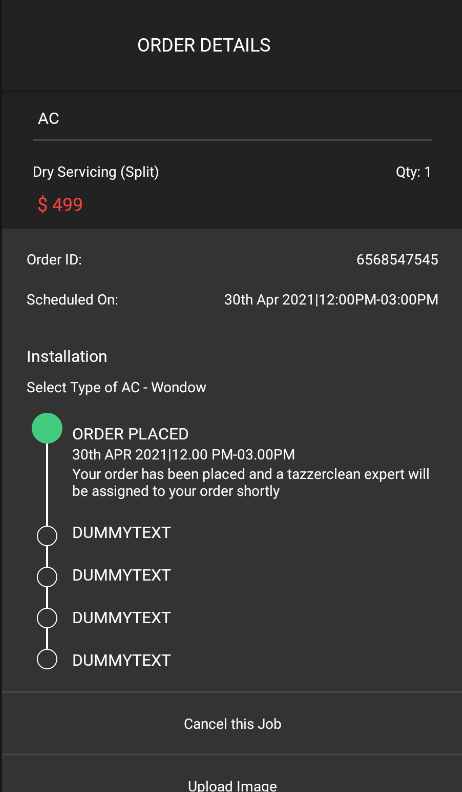 ORDER DETAILS
AC
Dry Servicing (Split) Qty: 1
$ 499
Order ID: 6568547545
Scheduled On: 30th Apr 2021|12:00PM-03:00PM
Installation
Select Type of AC - Wondow
ORDER PLACED
30th APR 2021|12.00 PM-03.00PM
Your order has been placed and a tazzerclean expert will
be assigned to your order shortly
DUMMYTEXT
DUMMYTEXT
DUMMYTEXT
DUMMYTEXT
Cancel this Job
Upload Image